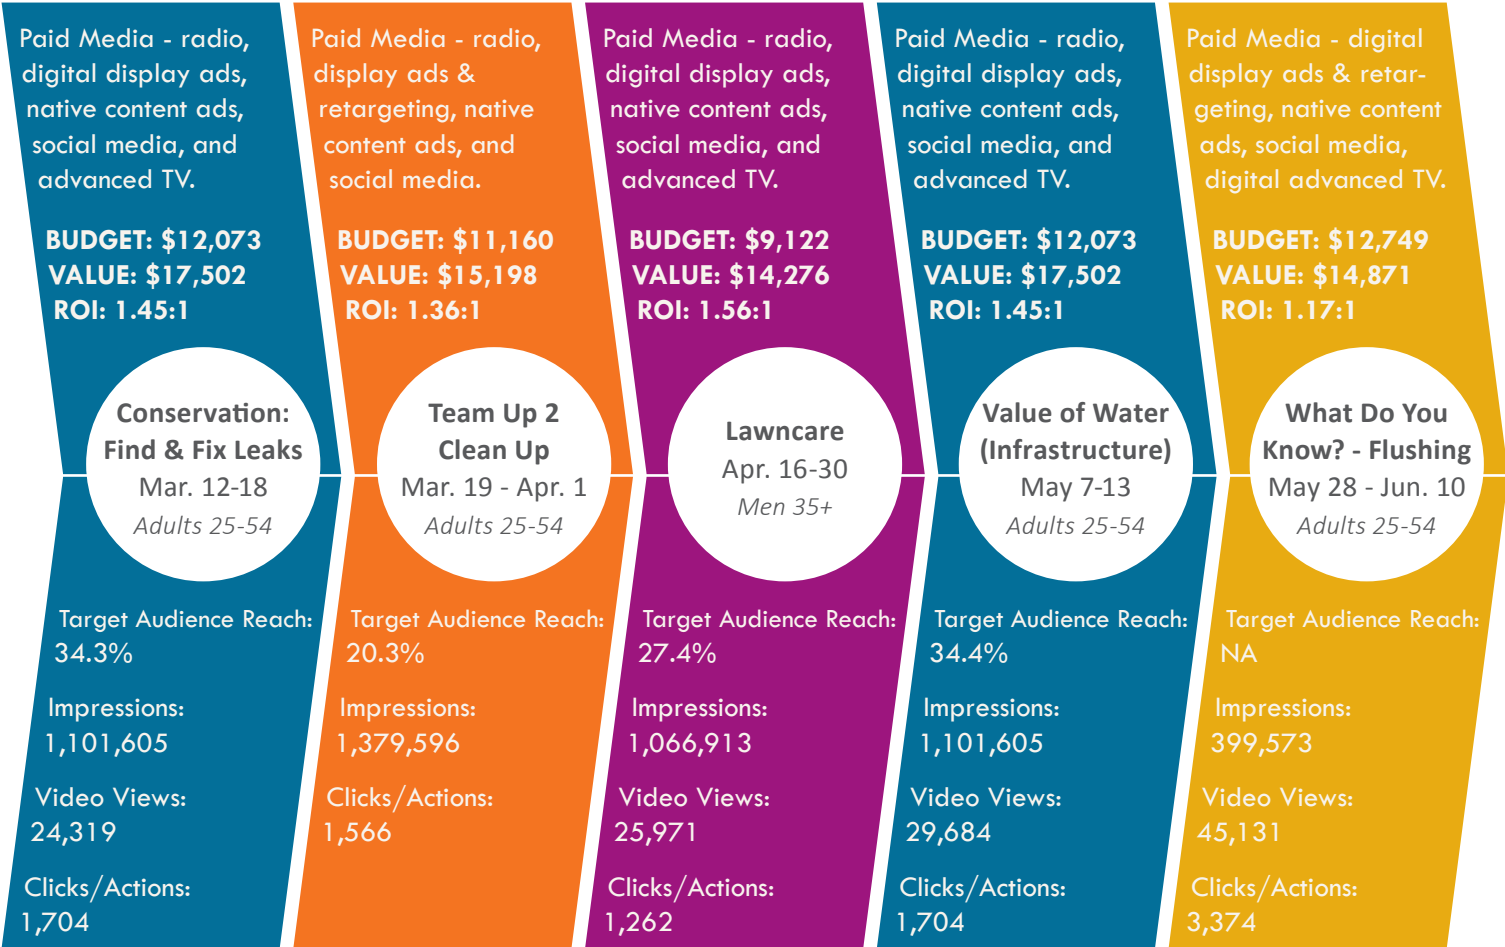 Paid Media - radio,
digital display ads,
native content ads,
social media, and
advanced TV.
BUDGET: $12,073
VALUE: $17,502
ROI: 1.45:1
Conservation:
Find & Fix Leaks
Mar. 12-18
Adults 25-54
Target Audience Reach:
34.3%
Impressions:
1,101,605
Video Views:
24,319
Clicks/Actions:
1,704
Paid Media - radio,
display ads &
retargeting, native
content ads, and
social media.
BUDGET: $11,160
VALUE: $15,198
ROI: 1.36:1
Team Up 2
Clean Up
Mar. 19 - Apr. 1
Adults 25-54
Target Audience Reach:
20.3%
Impressions:
1,379,596
Clicks/Actions:
1,566
Paid Media - radio,
digital display ads,
native content ads,
social media, and
advanced TV.
BUDGET: $9,122
VALUE: $14,276
ROI: 1.56:1
Lawncare
Apr. 16-30
Men 35+
Target Audience Reach:
27.4%
Impressions:
1,066,913
Video Views:
25,971
Clicks/Actions:
1,262
Paid Media - radio,
digital display ads,
native content ads,
social media, and
advanced TV.
BUDGET: $12,073
VALUE: $17,502
ROI: 1.45:1
Value of Water
(Infrastructure)
May 7-13
Adults 25-54
Target Audience Reach:
34.4%
Impressions:
1,101,605
Video Views:
29,684
Clicks/Actions:
1,704
Paid Media - digital
display ads & retar-
geting, native content
ads, social media,
digital advanced TV.
BUDGET: $12,749
VALUE: $14,871
ROI: 1.17:1
What Do You
Know? - Flushing
May 28 - Jun. 10
Adults 25-54
Target Audience Reach:
NA
Impressions:
399,573
Video Views:
45,131
Clicks/Actions:
3,374